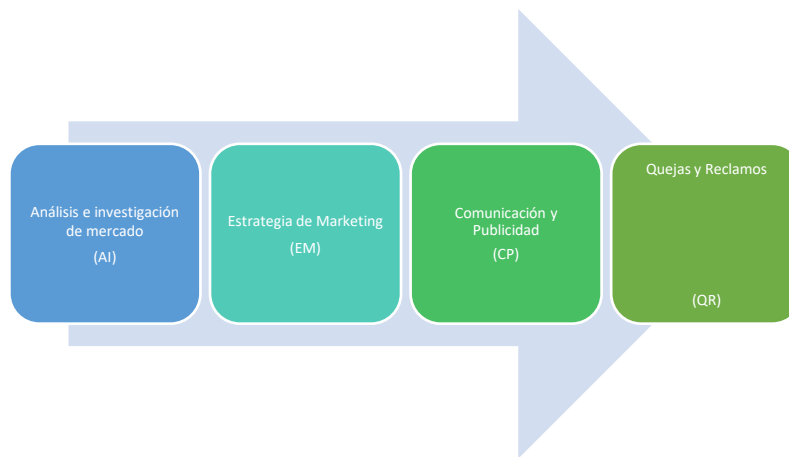 Análisis e investigación
de mercado
(AI)
Estrategia de Marketing
(EM)
Comunicación y
Publicidad
(CP)
Quejas y Reclamos
(QR)